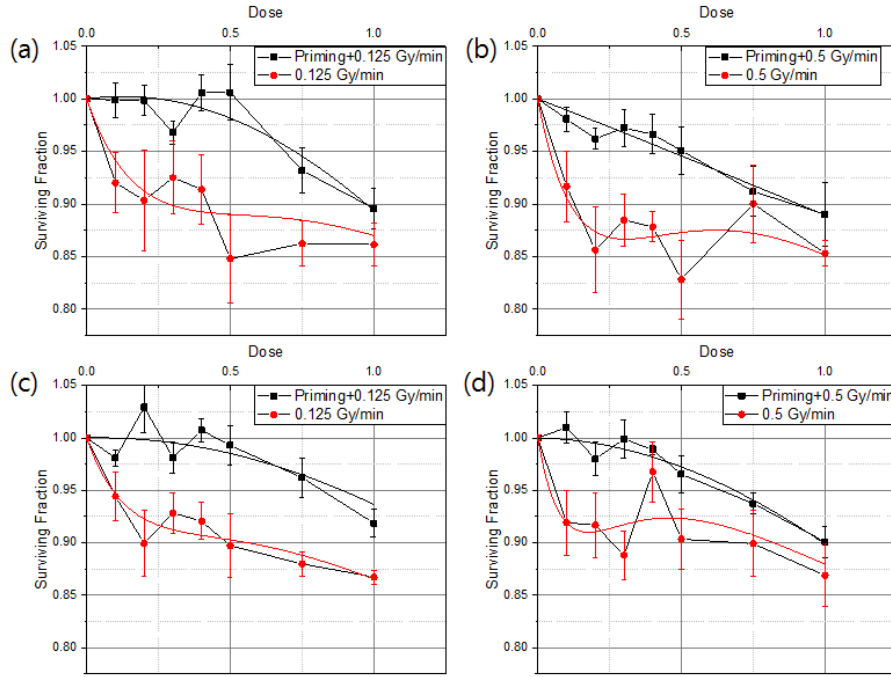 Dose
0.0 0.5 1.0
(a)
1.05
1.00
0.95
0.90
0.85
0.80
Surviving Fraction
Priming+0.125 Gy/min
0.125 Gy/min
Dose
0.0 0.5 1.0
(b)
1.05
1.00
0.95
0.90
0.85
0.80
Surviving Fraction
Priming+0.5 Gy/min
0.5 Gy/min
Dose
0.0 0.5 1.0
(c)
1.05
1.00
0.95
0.90
0.85
0.80
Surviving Fraction
Priming+0.125 Gy/min
0.125 Gy/min
Dose
0.0 0.5 1.0
(d)
1.05
1.00
0.95
0.90
0.85
0.80
Surviving Fraction
Priming+0.5 Gy/min
0.5 Gy/min